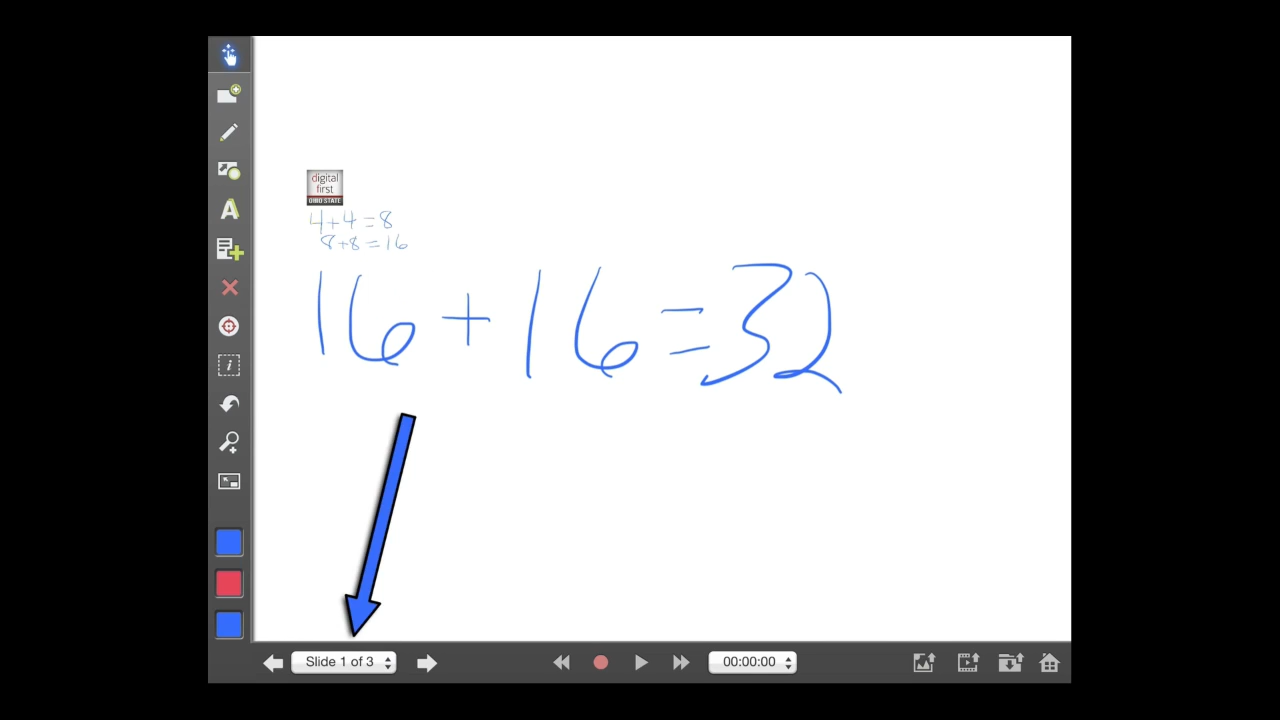 digital
first
OHIO STATE
4+4=8
8+8=16
16+16=32
A
i
Slide 1 of 3
00:00:00